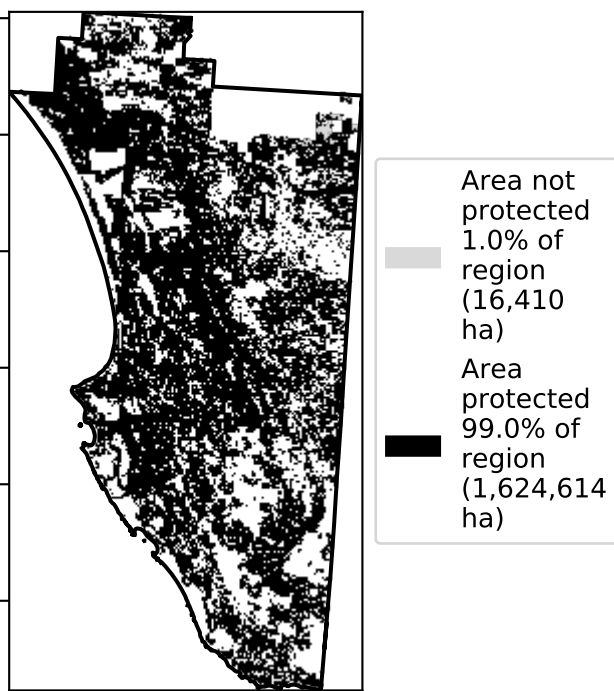 Area not
protected
1.0% of
region
(16,410
ha)
Area
protected
99.0% of
region
(1,624,614
ha)